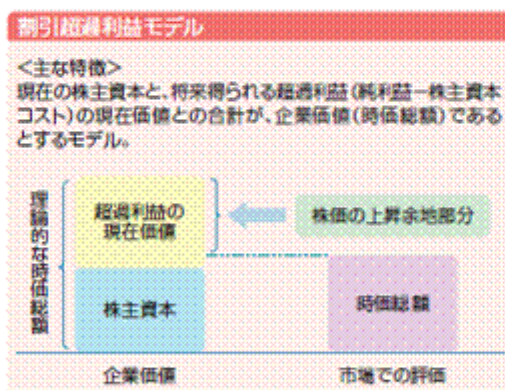 割引超過利益モデル
<主な特徴>
現在の株主資本と、将来得られる超過利益(純利益-株主資本
コスト)の現在価値との合計が、企業価値(時価総額)である
とするモデル。
理論的な時価総額
超過利益の
現在価値
株価の上昇余地部分
株主資本
時価総額
企業価値
市場での評価